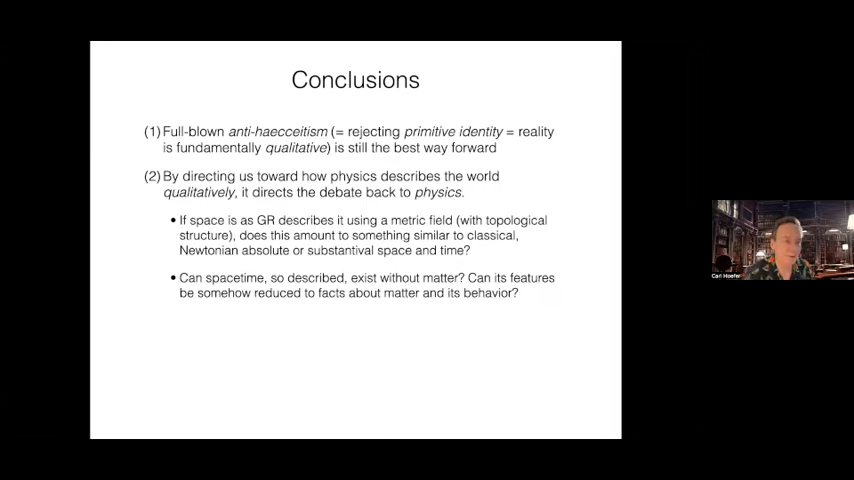 Conclusions
(1) Full-blown anti-haecceitism (= rejecting primitive identity = reality
is fundamentally qualitative) is still the best way forward
(2) By directing us toward how physics describes the world
qualitatively, it directs the debate back to physics.
• If space is as GR describes it using a metric field (with topological
structure), does this amount to something similar to classical,
Newtonian absolute or substantival space and time?
• Can spacetime, so described, exist without matter? Can its features
be somehow reduced to facts about matter and its behavior?
Carl Hoefer